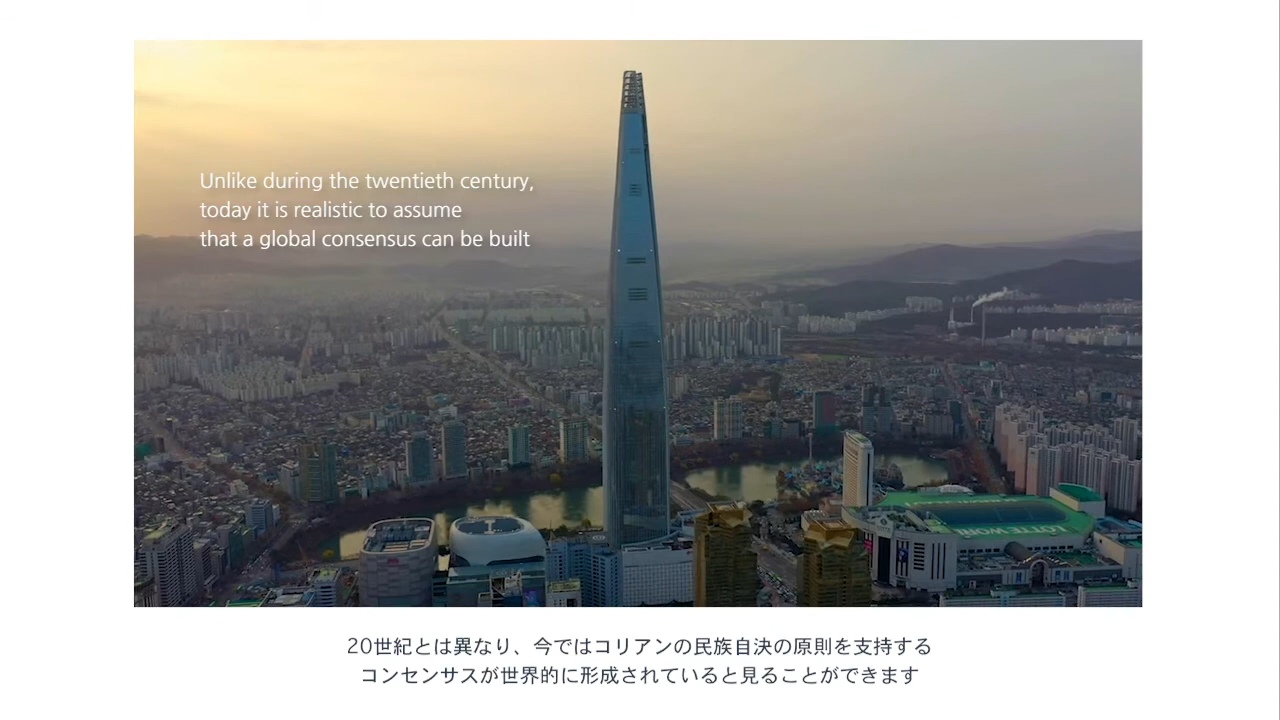 Unlike during the twentieth century,
today it is realistic to assume
that a global consensus can be built
LOTTE WORLD
20世紀とは異なり、今ではコリアンの民族自決の原則を支持する
コンセンサスが世界的に形成されていると見ることができます